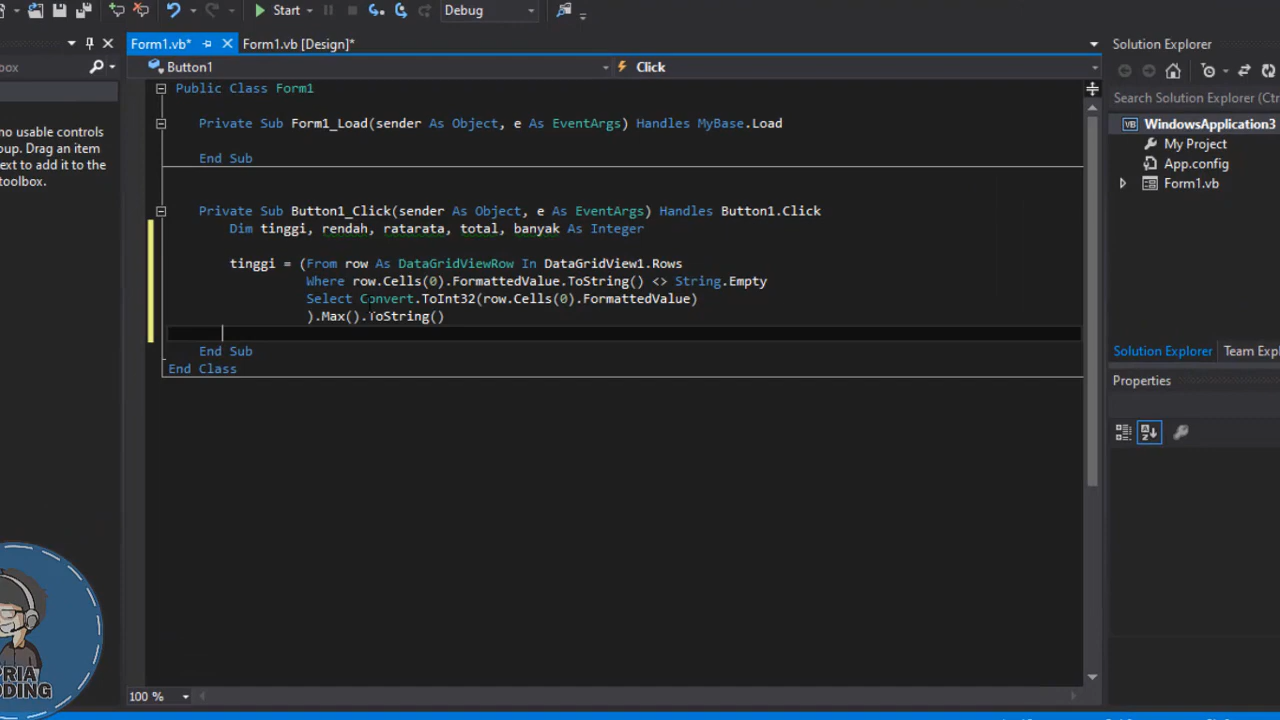 Start
Debug
Form1.vb*
Form1.vb [Design]*
Solution Explorer
box
Button1
Click
Search Solution Explorer (Ctr
Public Class Form1
no usable controls
oup. Drag an item
ext to add it to the
toolbox.
Private Sub Form1_Load(sender As Object, e As EventArgs) Handles MyBase.Load
End Sub
WindowsApplication3
My Project
App.config
Form1.vb
Private Sub Button1_Click(sender As Object, e As EventArgs) Handles Button1.Click
Dim tinggi, rendah, ratarata, total, banyak As Integer
tinggi = (From row As DataGridViewRow In DataGridView1.Rows
Where row.Cells(0).FormattedValue.ToString() <> String.Empty
Select Convert.ToInt32(row.Cells(0).FormattedValue)
).Max().ToString()
End Sub
End Class
Solution Explorer
Team Expl
Properties
PRIA
ODING
100 %